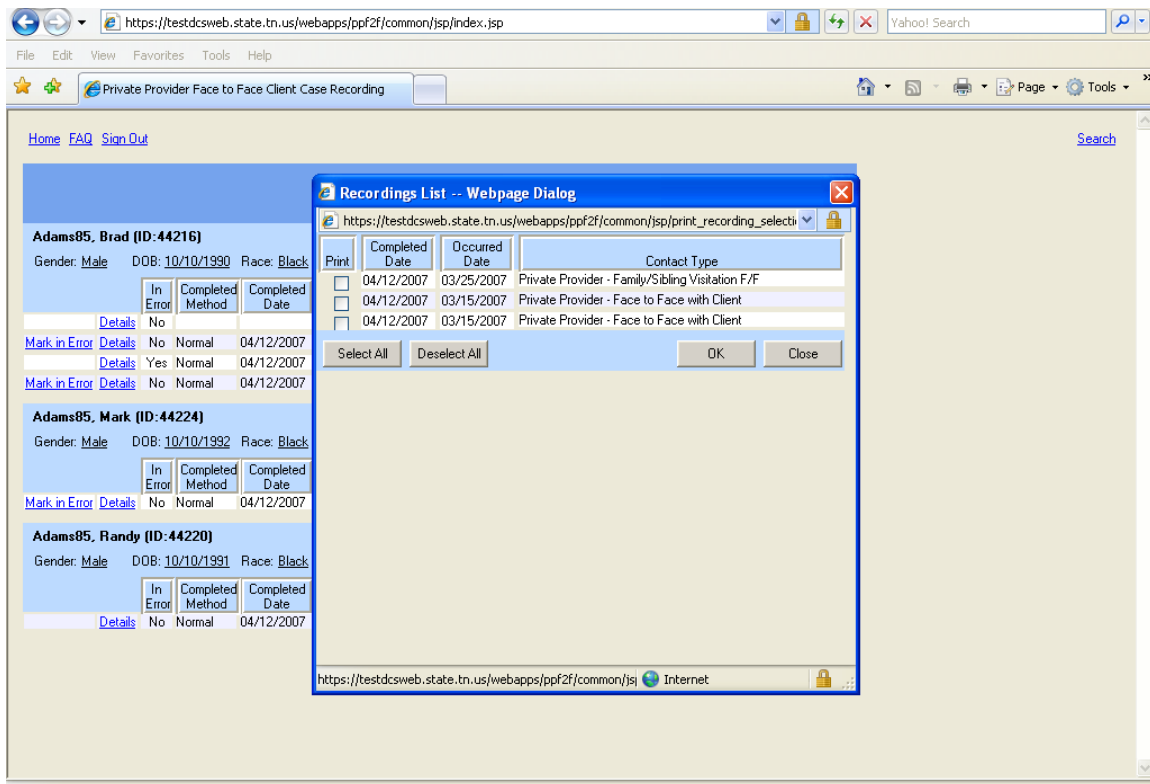 https://testdcsweb.state.tn.us/webapps/ppf2f/common/jsp/index.jsp Yahoo! Search
File Edit View Favorites Tools Help
Private Provider Face to Face Client Case Recording Page Tools »
Home FAQ Sign Out Search
Recordings List -- Webpage Dialog
https://testdcsweb.state.tn.us/webapps/ppf2f/common/jsp/print_recording_selecti
Print Completed Date Occurred Date Contact Type
04/12/2007 03/25/2007 Private Provider - Family/Sibling Visitation F/F
04/12/2007 03/15/2007 Private Provider - Face to Face with Client
04/12/2007 03/15/2007 Private Provider - Face to Face with Client
Select All Deselect All OK Close
https://testdcsweb.state.tn.us/webapps/ppf2f/common/jsj Internet
Adams85, Brad (ID:44216)
Gender: Male DOB: 10/10/1990 Race: Black
In Error Completed Method Completed Date
Details No
Mark in Error Details No Normal 04/12/2007
Details Yes Normal 04/12/2007
Mark in Error Details No Normal 04/12/2007
Adams85, Mark (ID:44224)
Gender: Male DOB: 10/10/1992 Race: Black
In Error Completed Method Completed Date
Mark in Error Details No Normal 04/12/2007
Adams85, Randy (ID:44220)
Gender: Male DOB: 10/10/1991 Race: Black
In Error Completed Method Completed Date
Details No Normal 04/12/2007